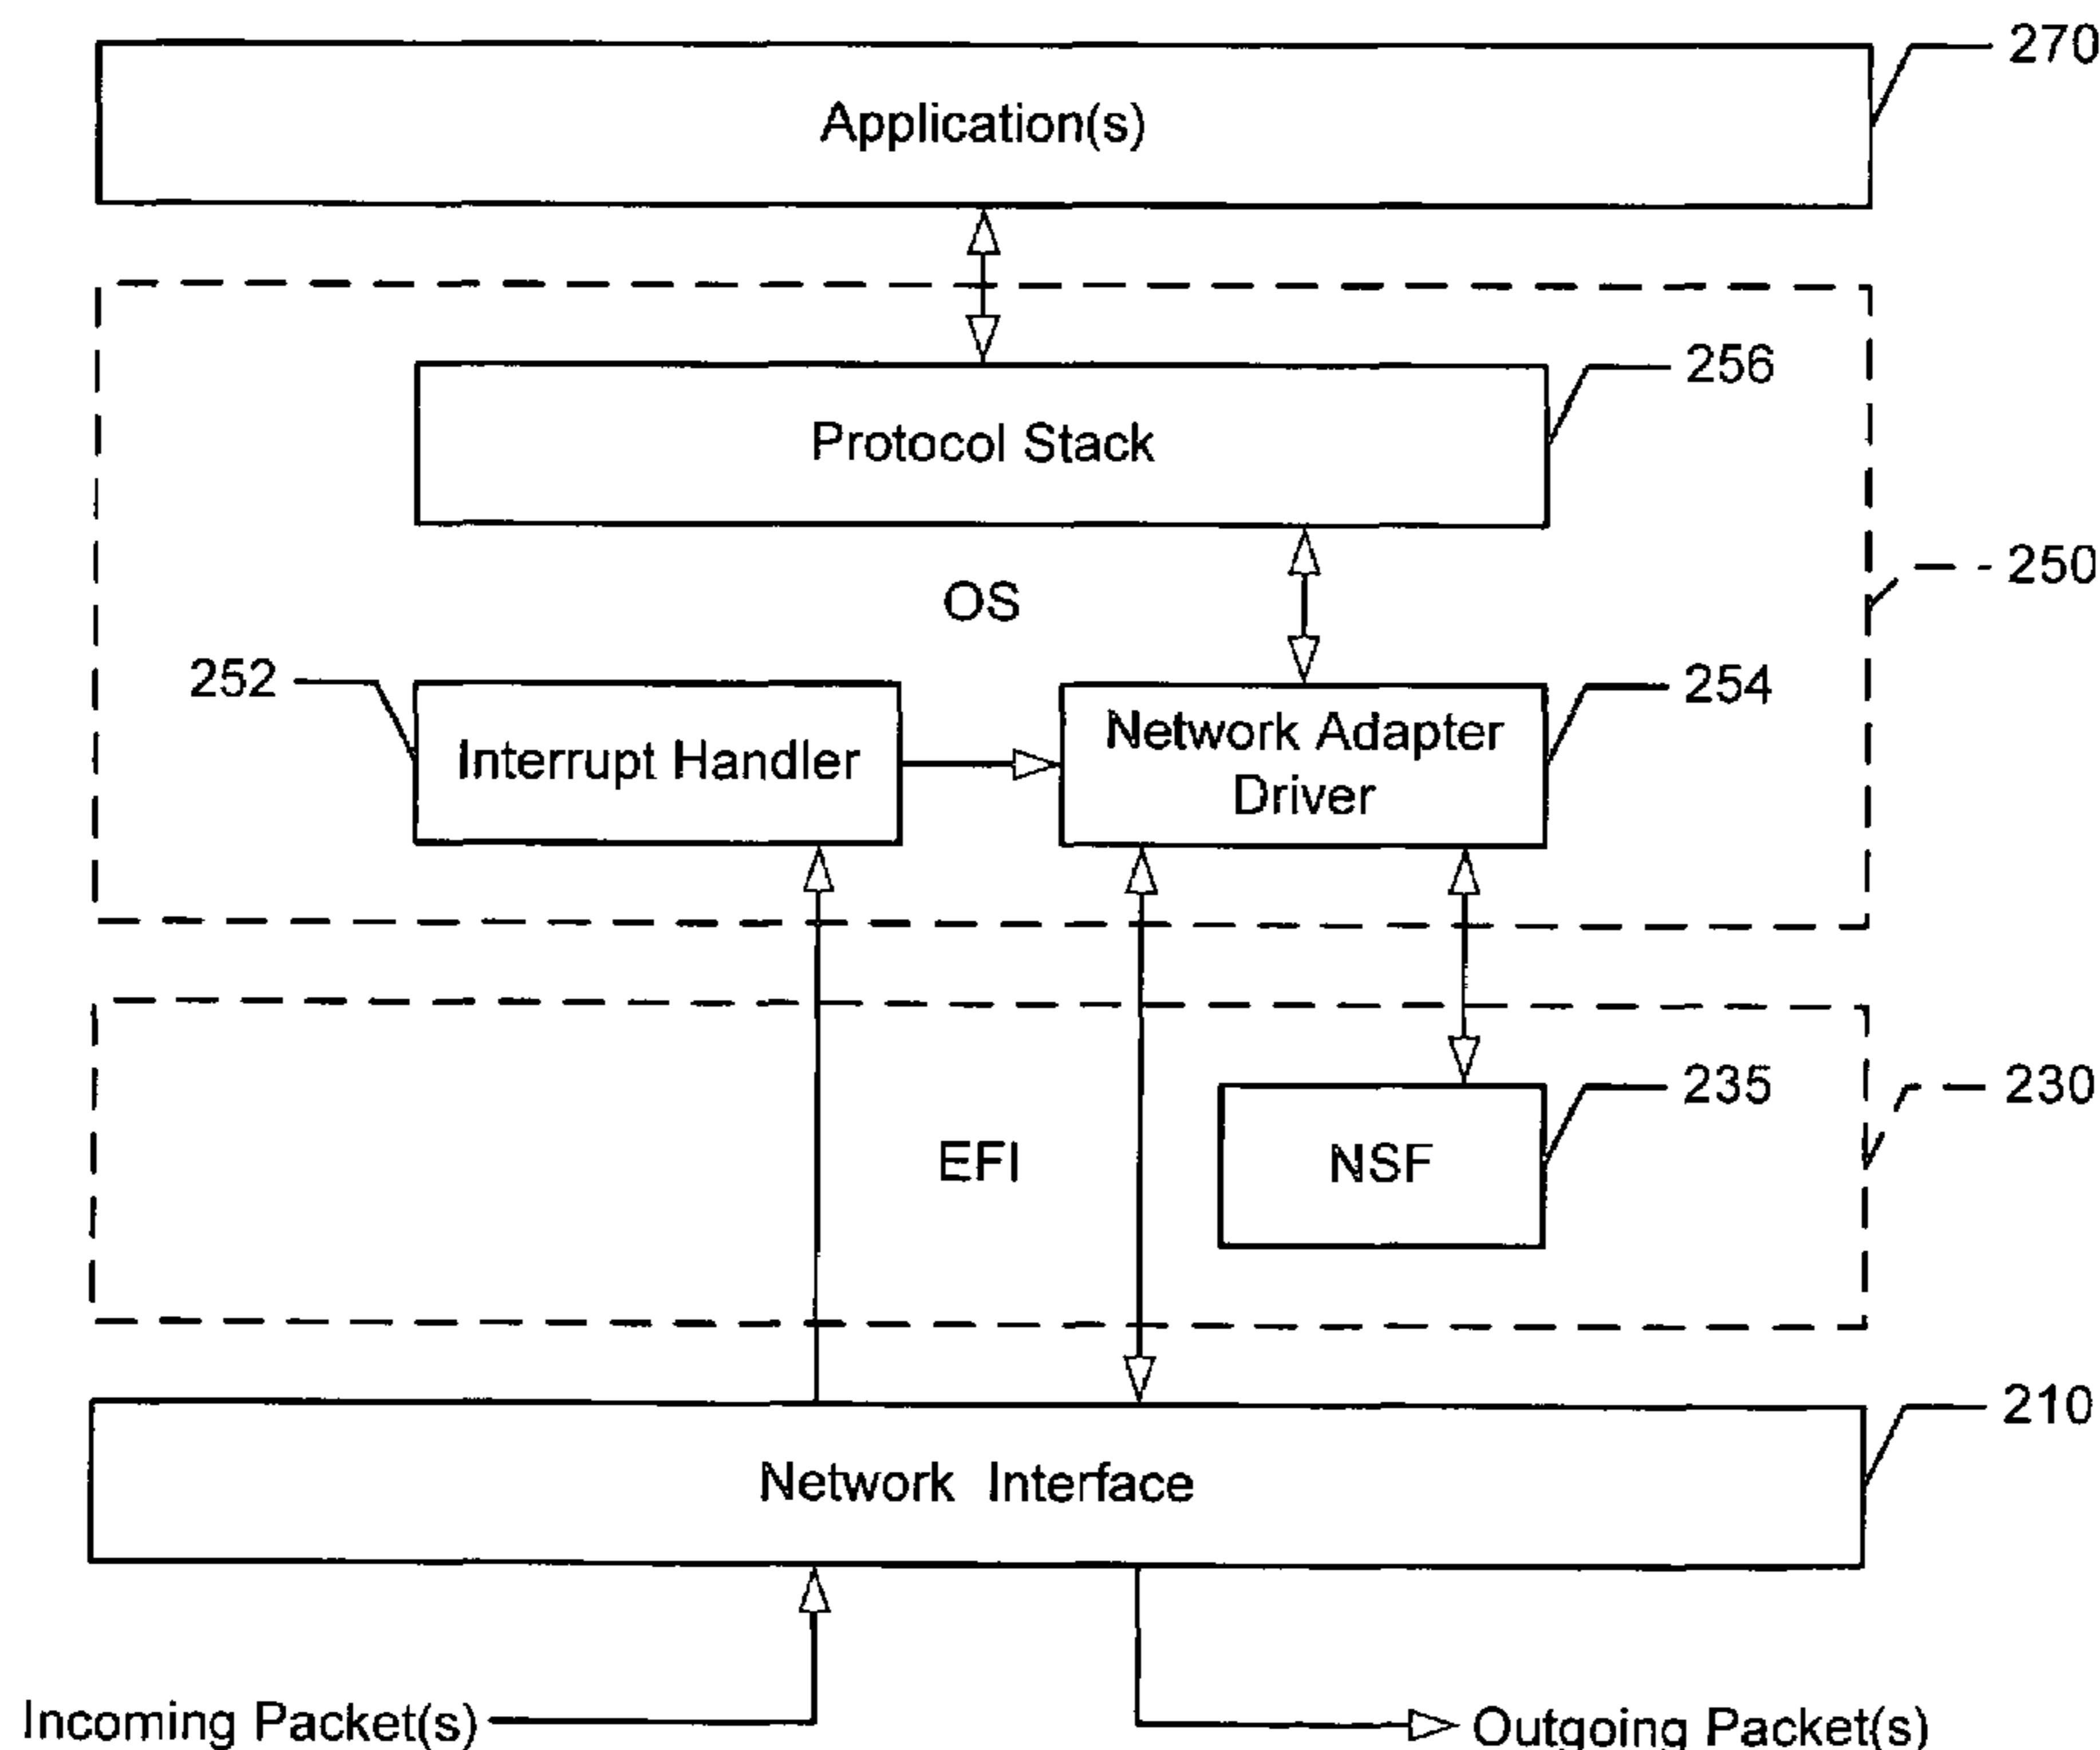 270
Application(s)
256
Protocol Stack
250
OS
252
254
Interrupt Handler
Network Adapter
Driver
235
230
EFI
NSF
210
Network Interface
Incoming Packet(s)
Outgoing Packet(s)